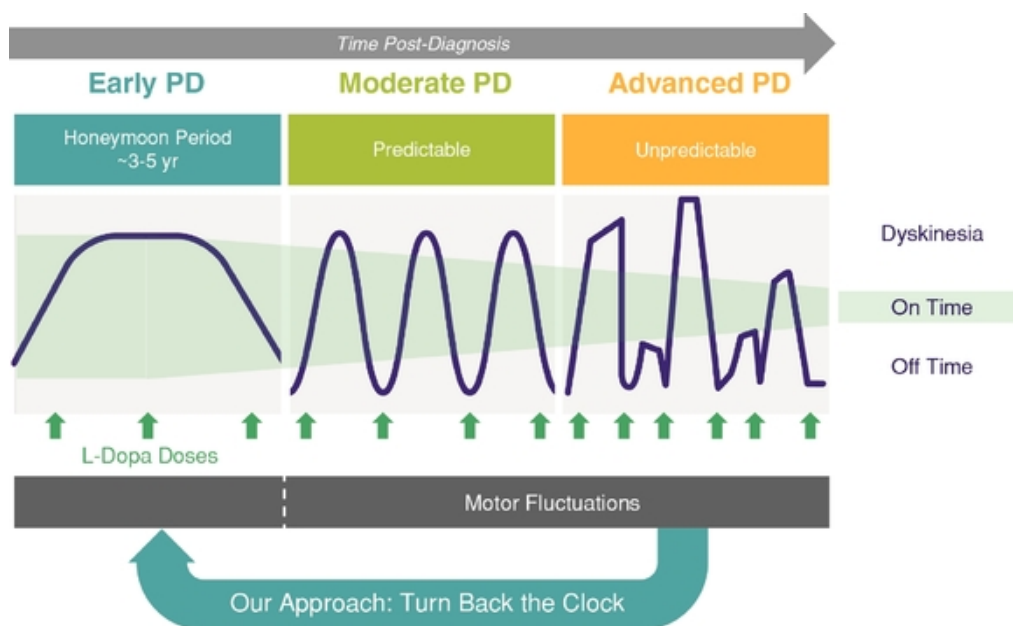 Time Post-Diagnosis
Early PD
Moderate PD
Advanced PD
Honeymoon Period
~3-5 yr
Predictable
Unpredictable
Dyskinesia
On Time
Off Time
L-Dopa Doses
Motor Fluctuations
Our Approach: Turn Back the Clock